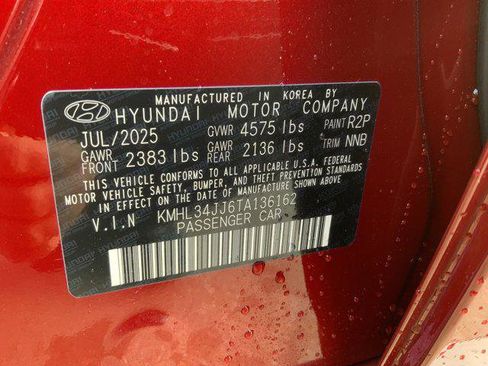 MANUFACTURED IN KOREA BY
HYUNDAI MOTOR COMPANY
JUL/2025 GVWR 4575 lbs PAINT R2P
GAWR FRONT 2383 lbs GAWR REAR 2136 lbs TRIM NNB
THIS VEHICLE CONFORMS TO ALL APPLICABLE U.S.A. FEDERAL
MOTOR VEHICLE SAFETY, BUMPER, AND THEFT PREVENTION STANDARDS
IN EFFECT ON THE DATE OF MANUFACTURE SHOWN ABOVE.
V.I.N KMHL34JJ6TA136162
PASSENGER CAR